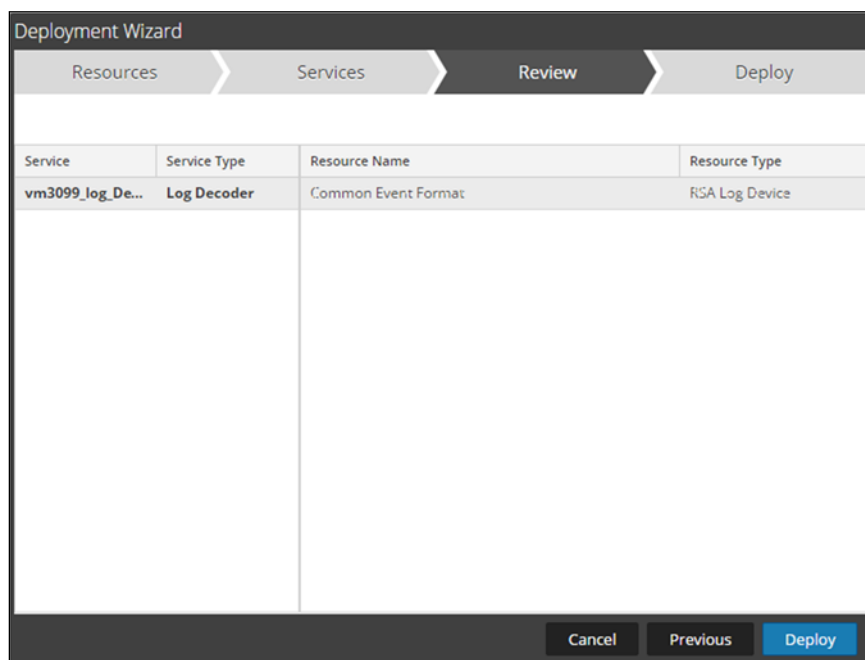 Deployment Wizard
Resources Services Review Deploy
Service Service Type Resource Name Resource Type
vm3099_log_De... Log Decoder Common Event Format RSA Log Device
Cancel Previous Deploy